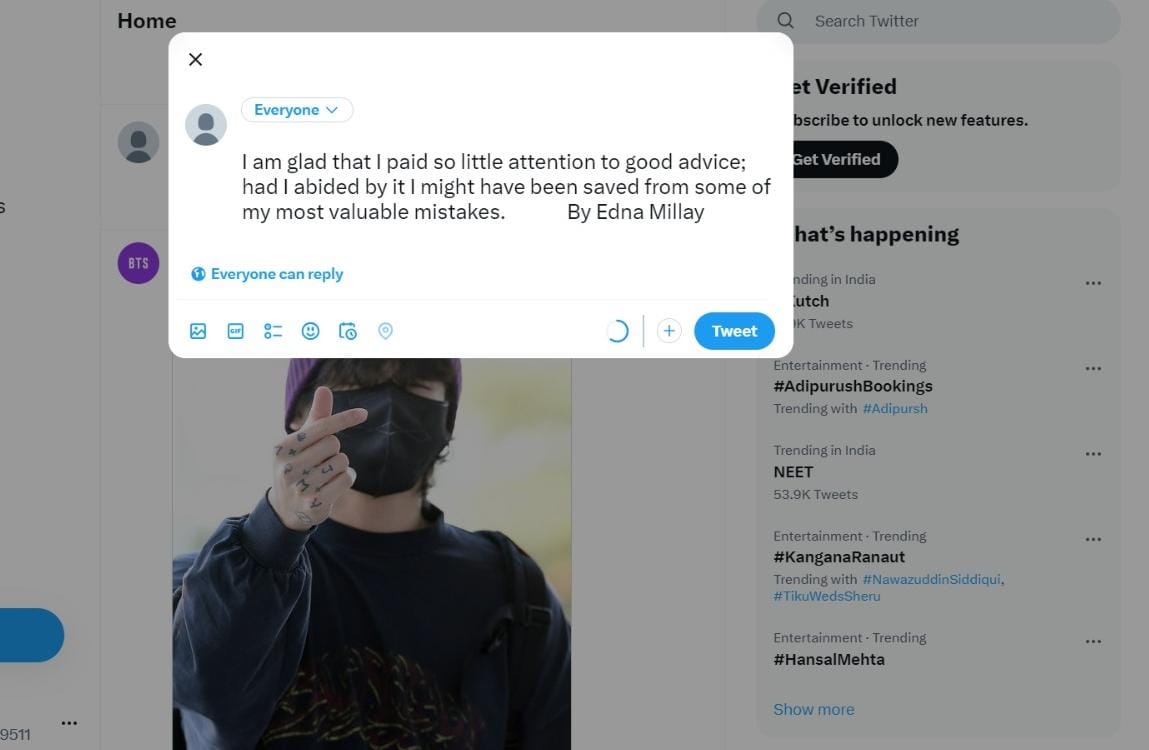 Home
Search Twitter
Everyone
I am glad that I paid so little attention to good advice;
had I abided by it I might have been saved from some of
my most valuable mistakes. By Edna Millay
Everyone can reply
GIF
Tweet
BTS
et Verified
bscribe to unlock new features.
Get Verified
hat’s happening
nding in India
utch
K Tweets
Entertainment · Trending
#AdipurushBookings
Trending with #Adipursh
Trending in India
NEET
53.9K Tweets
Entertainment · Trending
#KanganaRanaut
Trending with #NawazuddinSiddiqui,
#TikuWedsSheru
Entertainment · Trending
#HansalMehta
Show more
s
9511